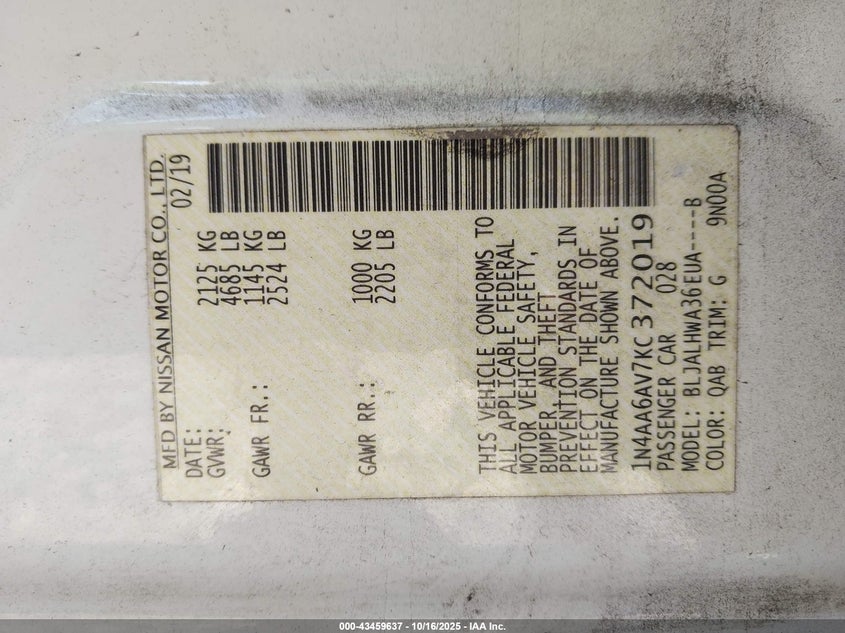 MFD BY NISSAN MOTOR CO., LTD.
DATE: 02/19
GVWR: 2125 KG
4685 LB
GAWR FR.: 1145 KG
2524 LB
GAWR RR.: 1000 KG
2205 LB
THIS VEHICLE CONFORMS TO
ALL APPLICABLE FEDERAL
MOTOR VEHICLE SAFETY,
BUMPER AND THEFT
PREVENTION STANDARDS IN
EFFECT ON THE DATE OF
MANUFACTURE SHOWN ABOVE.
1N4AA6AV7KC372019
PASSENGER CAR 028
MODEL: BLJALHWA36EUA----B
COLOR: QAB TRIM: G 9N00A
000-43459637 - 10/16/2025 - IAA Inc.